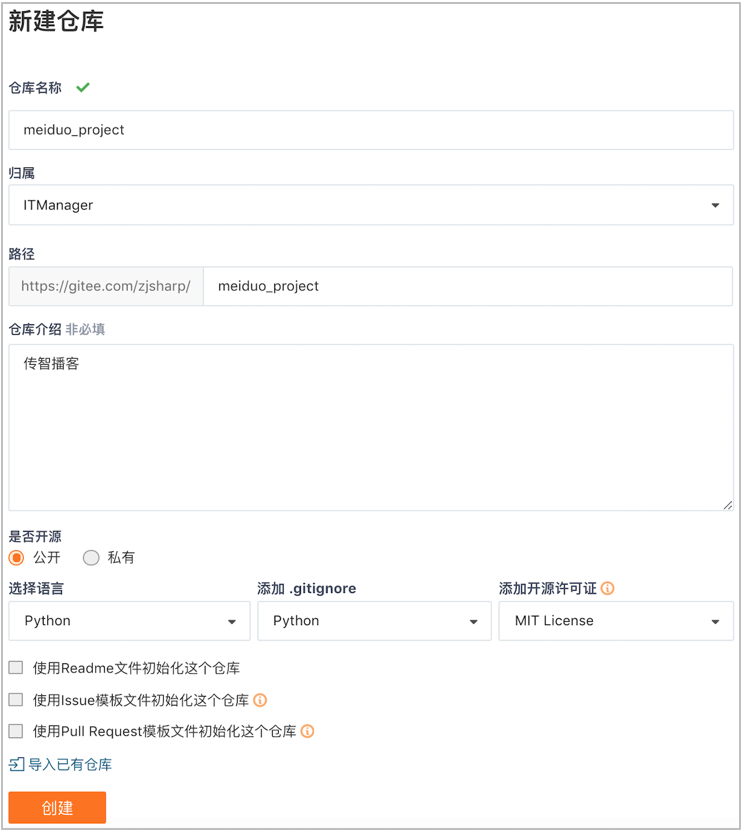 新建仓库
仓库名称
meiduo_project
归属
ITManager
路径
https://gitee.com/zjsharp/ meiduo_project
仓库介绍 非必填
传智播客
是否开源
公开 私有
选择语言 添加 .gitignore 添加开源许可证
Python Python MIT License
使用Readme文件初始化这个仓库
使用Issue模板文件初始化这个仓库
使用Pull Request模板文件初始化这个仓库
导入已有仓库
创建